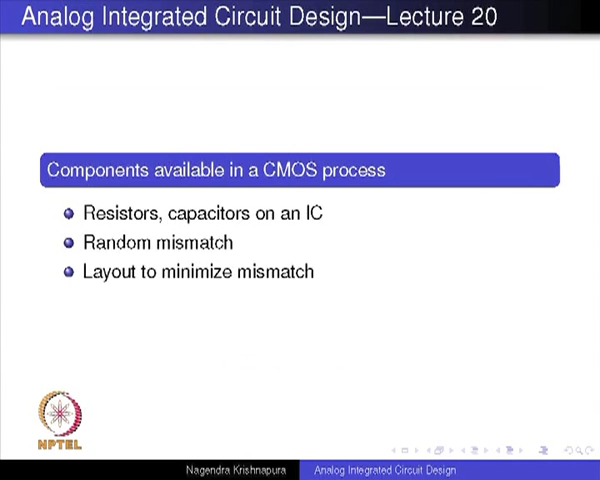 Analog Integrated Circuit Design—Lecture 20
Components available in a CMOS process
Resistors, capacitors on an IC
Random mismatch
Layout to minimize mismatch
NPTEL
Nagendra Krishnapura Analog Integrated Circuit Design